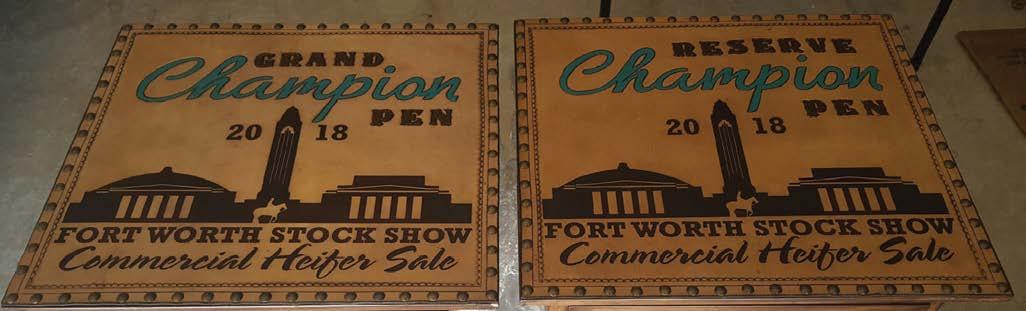 GRAND
Champion
PEN
20 18
FORT WORTH STOCK SHOW
Commercial Heifer Sale
RESERVE
Champion
PEN
20 18
FORT WORTH STOCK SHOW
Commercial Heifer Sale